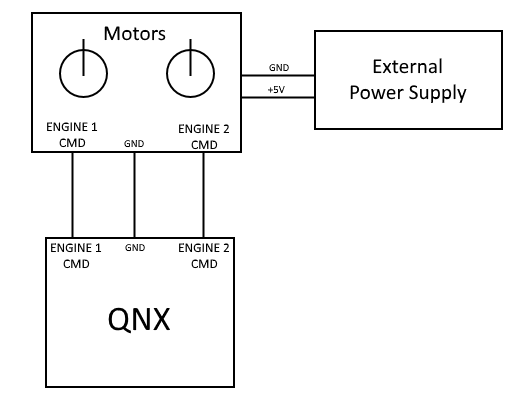 Motors
ENGINE 1
CMD
GND
ENGINE 2
CMD
GND
+5V
External
Power Supply
ENGINE 1
CMD
GND
ENGINE 2
CMD
QNX